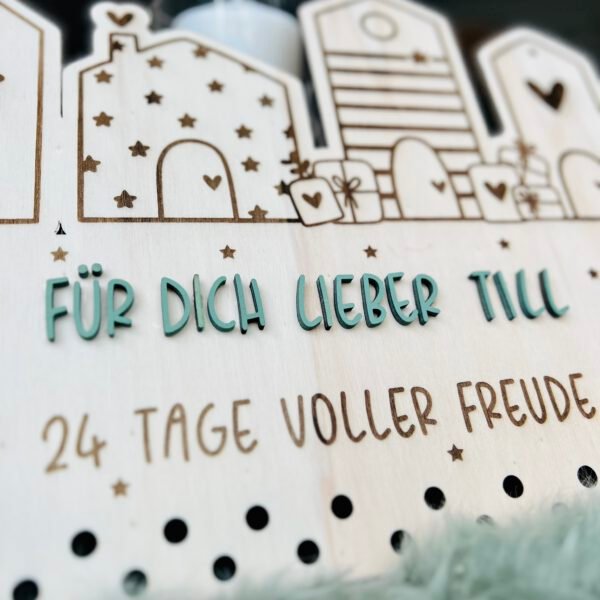 FÜR DICH LIEBER TILL
24 TAGE VOLLER FREUDE